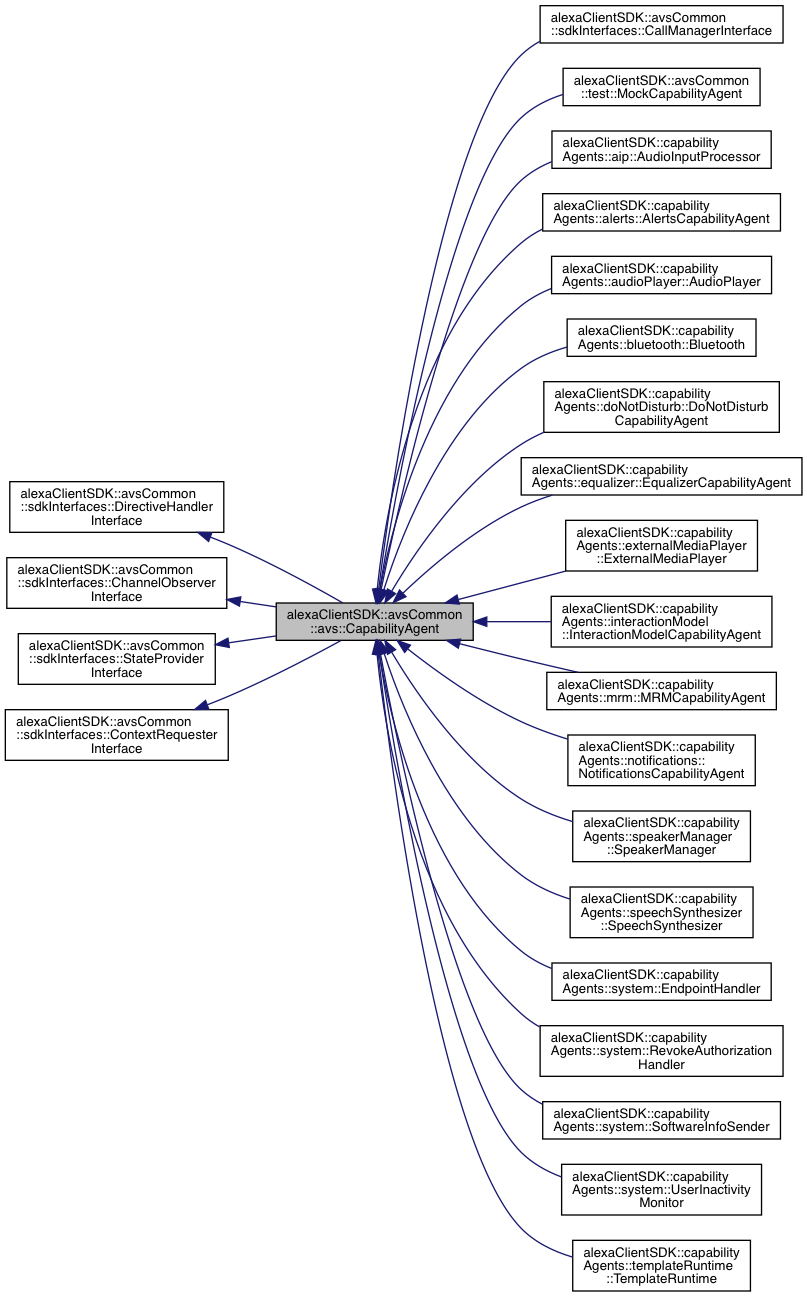 alexaClientSDK::avsCommon
::sdkInterfaces::CallManagerInterface
alexaClientSDK::avsCommon
::test::MockCapabilityAgent
alexaClientSDK::capability
Agents::aip::AudioInputProcessor
alexaClientSDK::capability
Agents::alerts::AlertsCapabilityAgent
alexaClientSDK::capability
Agents::audioPlayer::AudioPlayer
alexaClientSDK::capability
Agents::bluetooth::Bluetooth
alexaClientSDK::capability
Agents::doNotDisturb::DoNotDisturb
CapabilityAgent
alexaClientSDK::capability
Agents::equalizer::EqualizerCapabilityAgent
alexaClientSDK::avsCommon
::sdkInterfaces::DirectiveHandler
Interface
alexaClientSDK::capability
Agents::externalMediaPlayer
::ExternalMediaPlayer
alexaClientSDK::avsCommon
::sdkInterfaces::ChannelObserver
Interface
alexaClientSDK::avsCommon
::avs::CapabilityAgent
alexaClientSDK::capability
Agents::interactionModel
::InteractionModelCapabilityAgent
alexaClientSDK::avsCommon
::sdkInterfaces::StateProvider
Interface
alexaClientSDK::capability
Agents::mrm::MRMCapabilityAgent
alexaClientSDK::avsCommon
::sdkInterfaces::ContextRequester
Interface
alexaClientSDK::capability
Agents::notifications::
NotificationsCapabilityAgent
alexaClientSDK::capability
Agents::speakerManager
::SpeakerManager
alexaClientSDK::capability
Agents::speechSynthesizer
::SpeechSynthesizer
alexaClientSDK::capability
Agents::system::EndpointHandler
alexaClientSDK::capability
Agents::system::RevokeAuthorization
Handler
alexaClientSDK::capability
Agents::system::SoftwareInfoSender
alexaClientSDK::capability
Agents::system::UserInactivity
Monitor
alexaClientSDK::capability
Agents::templateRuntime
::TemplateRuntime